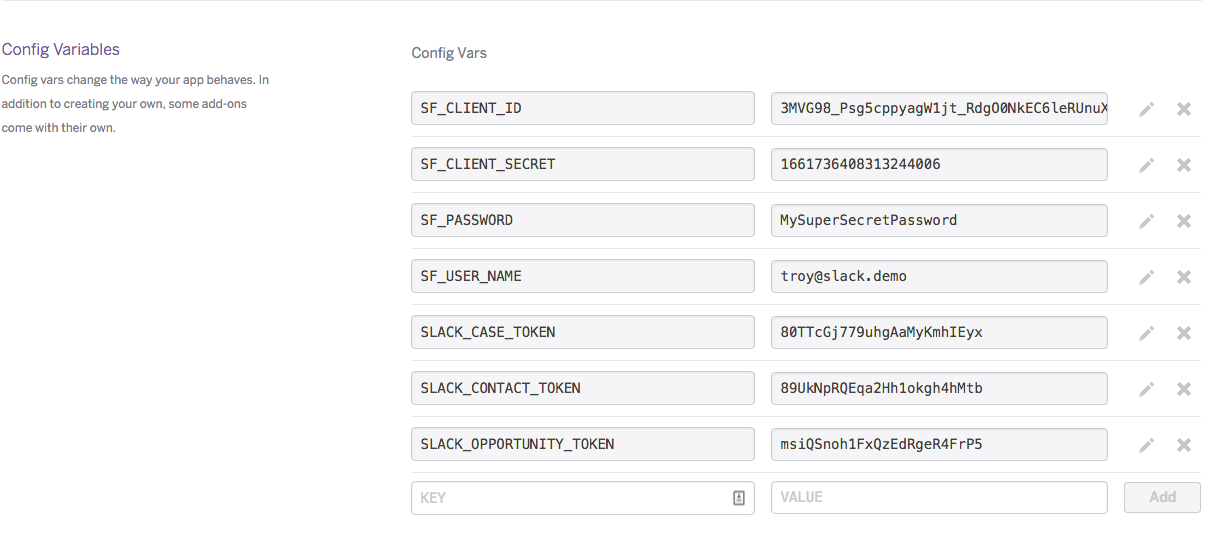 Config Variables
Config vars change the way your app behaves. In
addition to creating your own, some add-ons
come with their own.
Config Vars
SF_CLIENT_ID 3MVG98_Psg5cppyagW1jt_RdgO0NkEC6leRUnuX
SF_CLIENT_SECRET 1661736408313244006
SF_PASSWORD MySuperSecretPassword
SF_USER_NAME troy@slack.demo
SLACK_CASE_TOKEN 80TTcGj779uhgAaMyKmhIEyx
SLACK_CONTACT_TOKEN 89UkNpRQEqa2Hh1okgh4hMtb
SLACK_OPPORTUNITY_TOKEN msiQSnoh1FxQzEdRgeR4FrP5
KEY VALUE Add